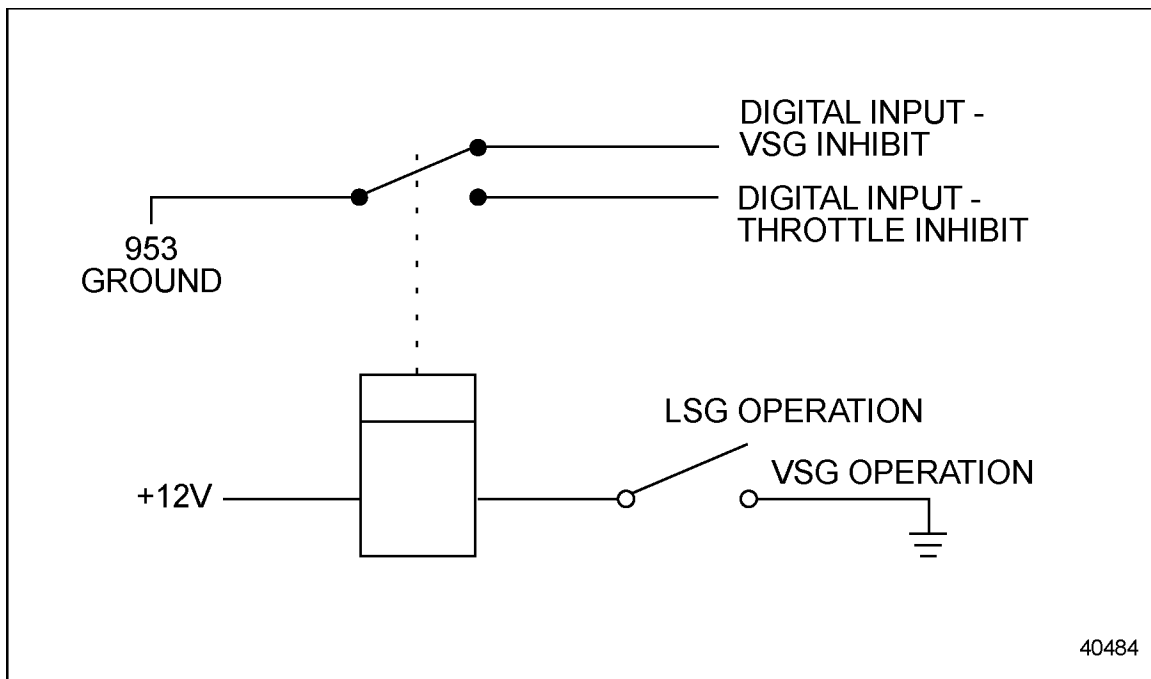 DIGITAL INPUT -
VSG INHIBIT
DIGITAL INPUT -
THROTTLE INHIBIT
953
GROUND
LSG OPERATION
VSG OPERATION
+12V
40484